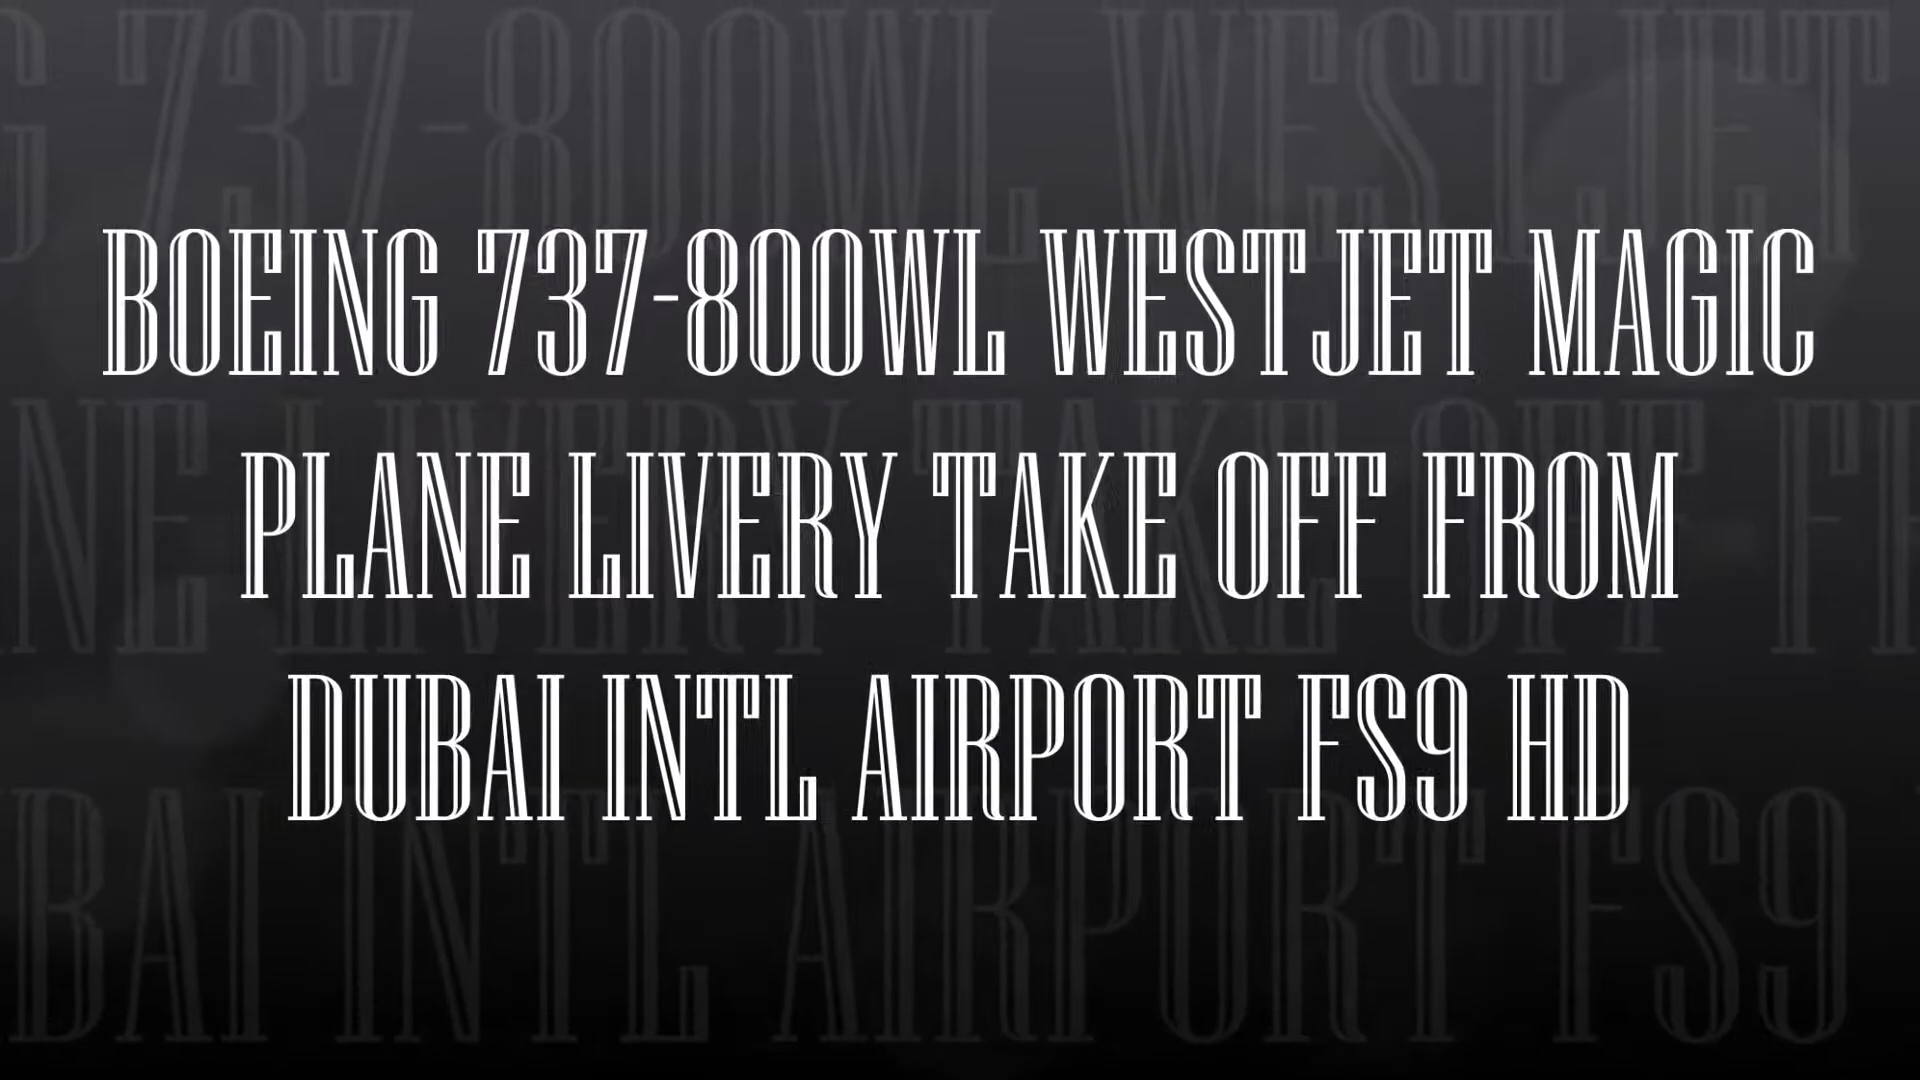 BOEING 737-800WL WESTJET MAGIC
PLANE LIVERY TAKE OFF FROM
DUBAI INTL AIRPORT FS9 HD